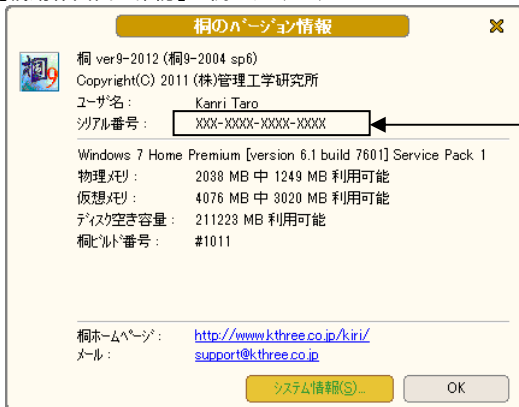 桐のバージョン情報
桐 ver9-2012 (桐9-2004 sp6)
Copyright(C) 2011 (株)管理工学研究所
ユーザ名： Kanri Taro
シリアル番号： XXX-XXXX-XXXX-XXXX
Windows 7 Home Premium [version 6.1 build 7601] Service Pack 1
物理メモリ： 2038 MB 中 1249 MB 利用可能
仮想メモリ： 4076 MB 中 3020 MB 利用可能
ディスク空き容量： 211223 MB 利用可能
桐ビルド番号： #1011
桐ホームページ： http://www.kthree.co.jp/kiri/
メール： support@kthree.co.jp
システム情報(S)... OK